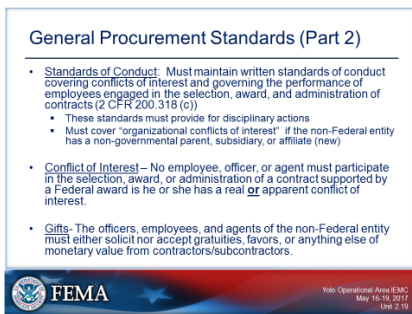 General Procurement Standards (Part 2)
• Standards of Conduct: Must maintain written standards of conduct
covering conflicts of interest and governing the performance of
employees engaged in the selection, award, and administration of
contracts (2 CFR 200.318 (c))
▪ These standards must provide for disciplinary actions
▪ Must cover “organizational conflicts of interest” if the non-Federal entity
has a non-governmental parent, subsidiary, or affiliate (new)
• Conflict of Interest – No employee, officer, or agent must participate
in the selection, award, or administration of a contract supported by
a Federal award is he or she has a real or apparent conflict of
interest.
• Gifts- The officers, employees, and agents of the non-Federal entity
must either solicit nor accept gratuities, favors, or anything else of
monetary value from contractors/subcontractors.
FEMA
Yolo Operational Area IEMC
May 16-19, 2017
Unit 2.19